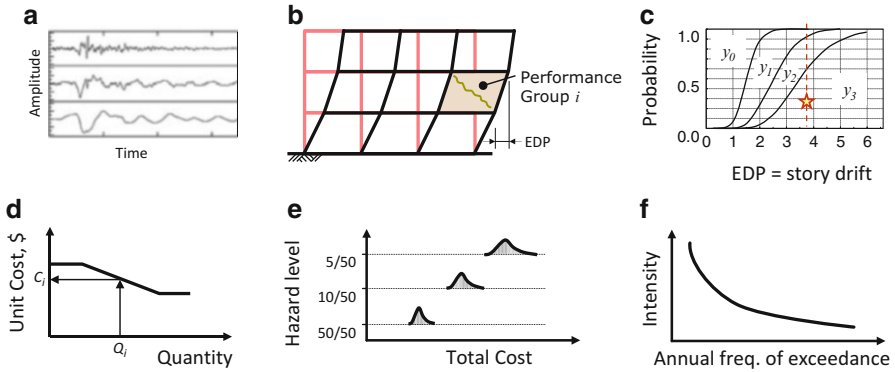 a
Amplitude
Time
b
Performance
Group i
EDP
c
Probability
1.0
0.0
y0
y1
y2
y3
0 1 2 3 4 5 6
EDP = story drift
d
Unit Cost, $
Ci
Qi
Quantity
e
Hazard level
5/50
10/50
50/50
Total Cost
f
Intensity
Annual freq. of exceedance